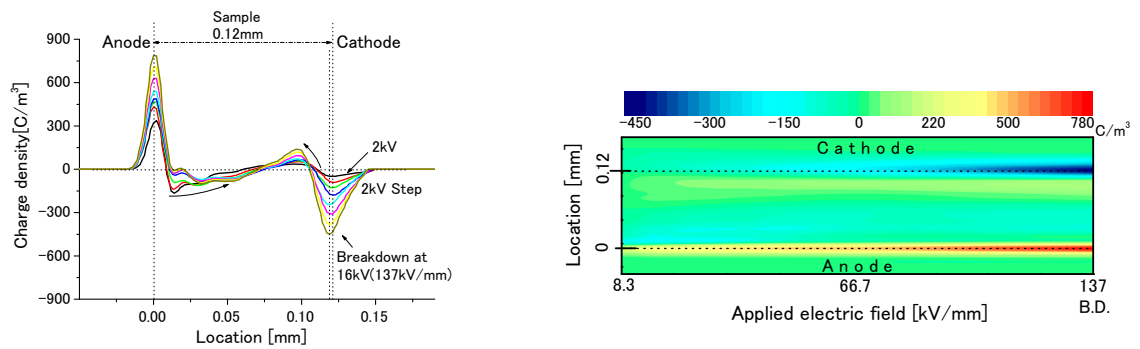 Sample
0.12mm
Anode
Cathode
900
600
300
0
−300
−600
−900
Charge density[C/m³]
2kV
2kV Step
Breakdown at
16kV(137kV/mm)
0.00
0.05
0.10
0.15
Location [mm]
−450
−300
−150
0
220
450
780
C/m³
Cathode
0.12
0
Location [mm]
Anode
8.3
66.7
137
B.D.
Applied electric field [kV/mm]